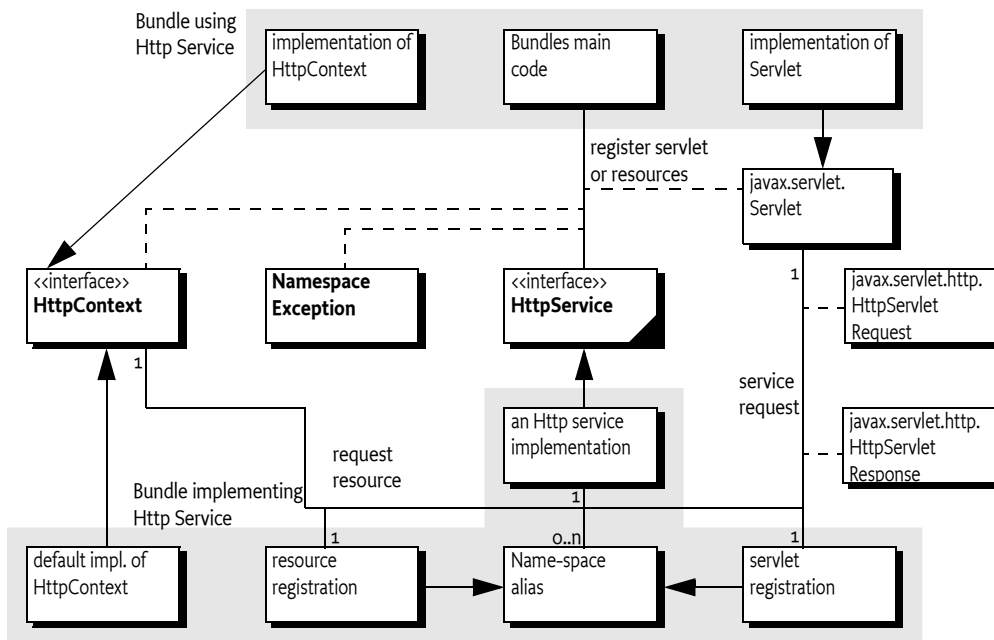 Bundle using
Http Service
implementation of
HttpContext
Bundles main
code
implementation of
Servlet
register servlet
or resources
javax.servlet.
Servlet
<<interface>>
HttpContext
Namespace
Exception
<<interface>>
HttpService
1
javax.servlet.http.
HttpServlet
Request
1
service
request
an Http service
implementation
javax.servlet.http.
HttpServlet
Response
request
resource
Bundle implementing
Http Service
1
1
0..n
1
default impl. of
HttpContext
resource
registration
Name-space
alias
servlet
registration